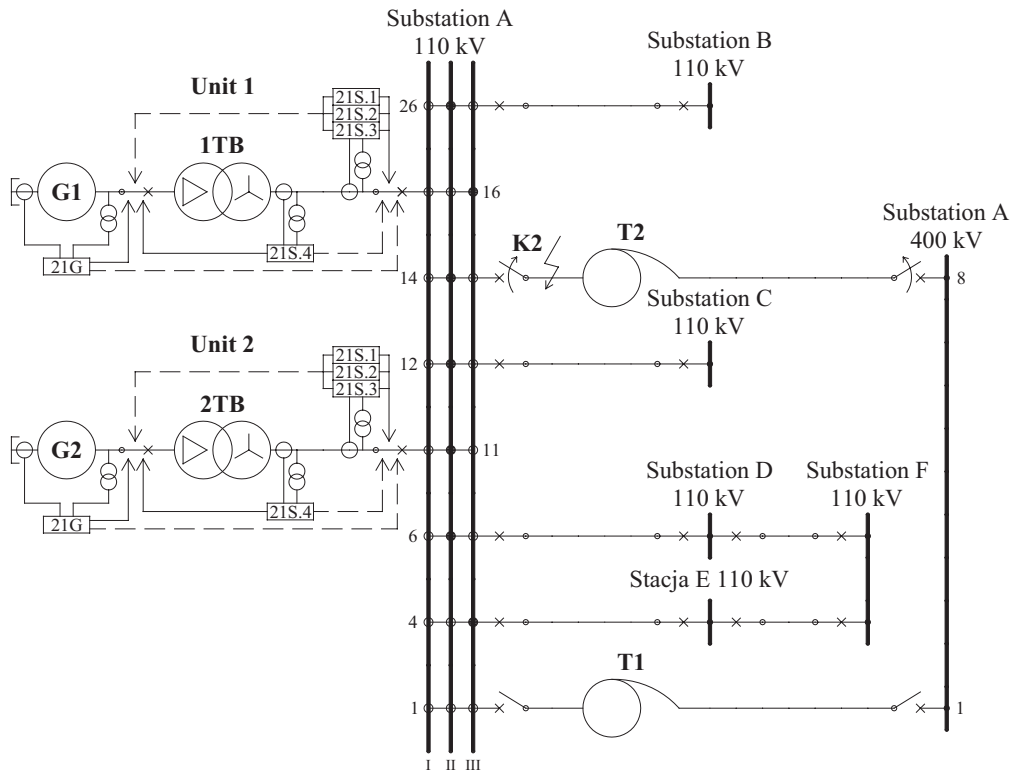 Substation A
110 kV
Substation B
110 kV
Unit 1
21S.1
21S.2
21S.3
26
1TB
G1
16
21S.4
21G
K2
T2
Substation A
400 kV
14
8
Substation C
110 kV
Unit 2
21S.1
21S.2
21S.3
12
2TB
G2
11
21S.4
21G
Substation D
110 kV
Substation F
110 kV
6
Stacja E 110 kV
4
T1
1
1
I
II
III